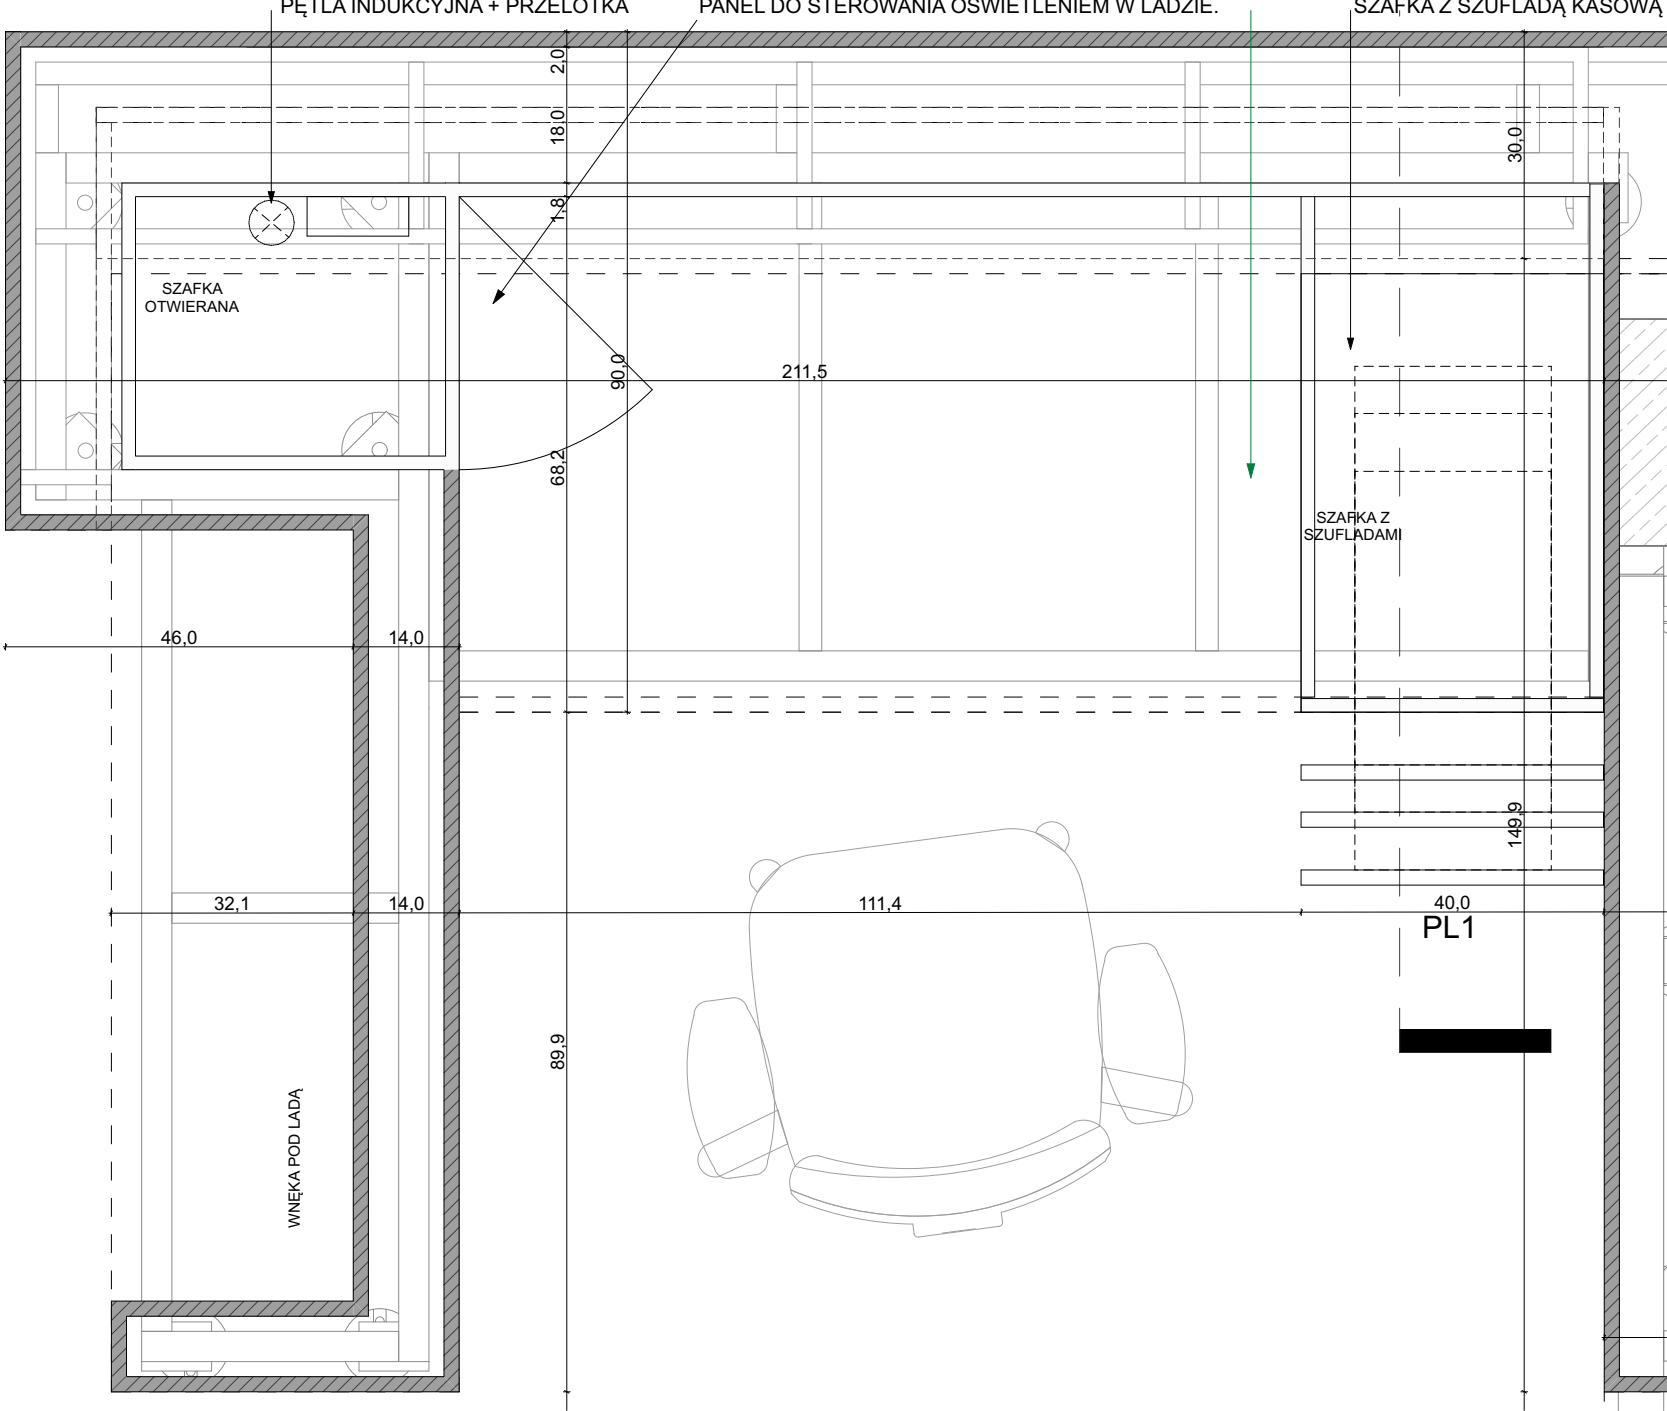 PĘTLA INDUKCYJNA + PRZELOTKA
PANEL DO STEROWANIA OŚWIETLENIEM W LADZIE.
SZAFKA Z SZUFLADĄ KASOWĄ
2,0
18,0
30,0
1,8
SZAFKA
OTWIERANA
90,0
211,5
68,2
SZAFKA Z
SZUFLADAMI
46,0
14,0
149,9
32,1
14,0
111,4
40,0
PL1
89,9
WNĘKA POD LADĄ